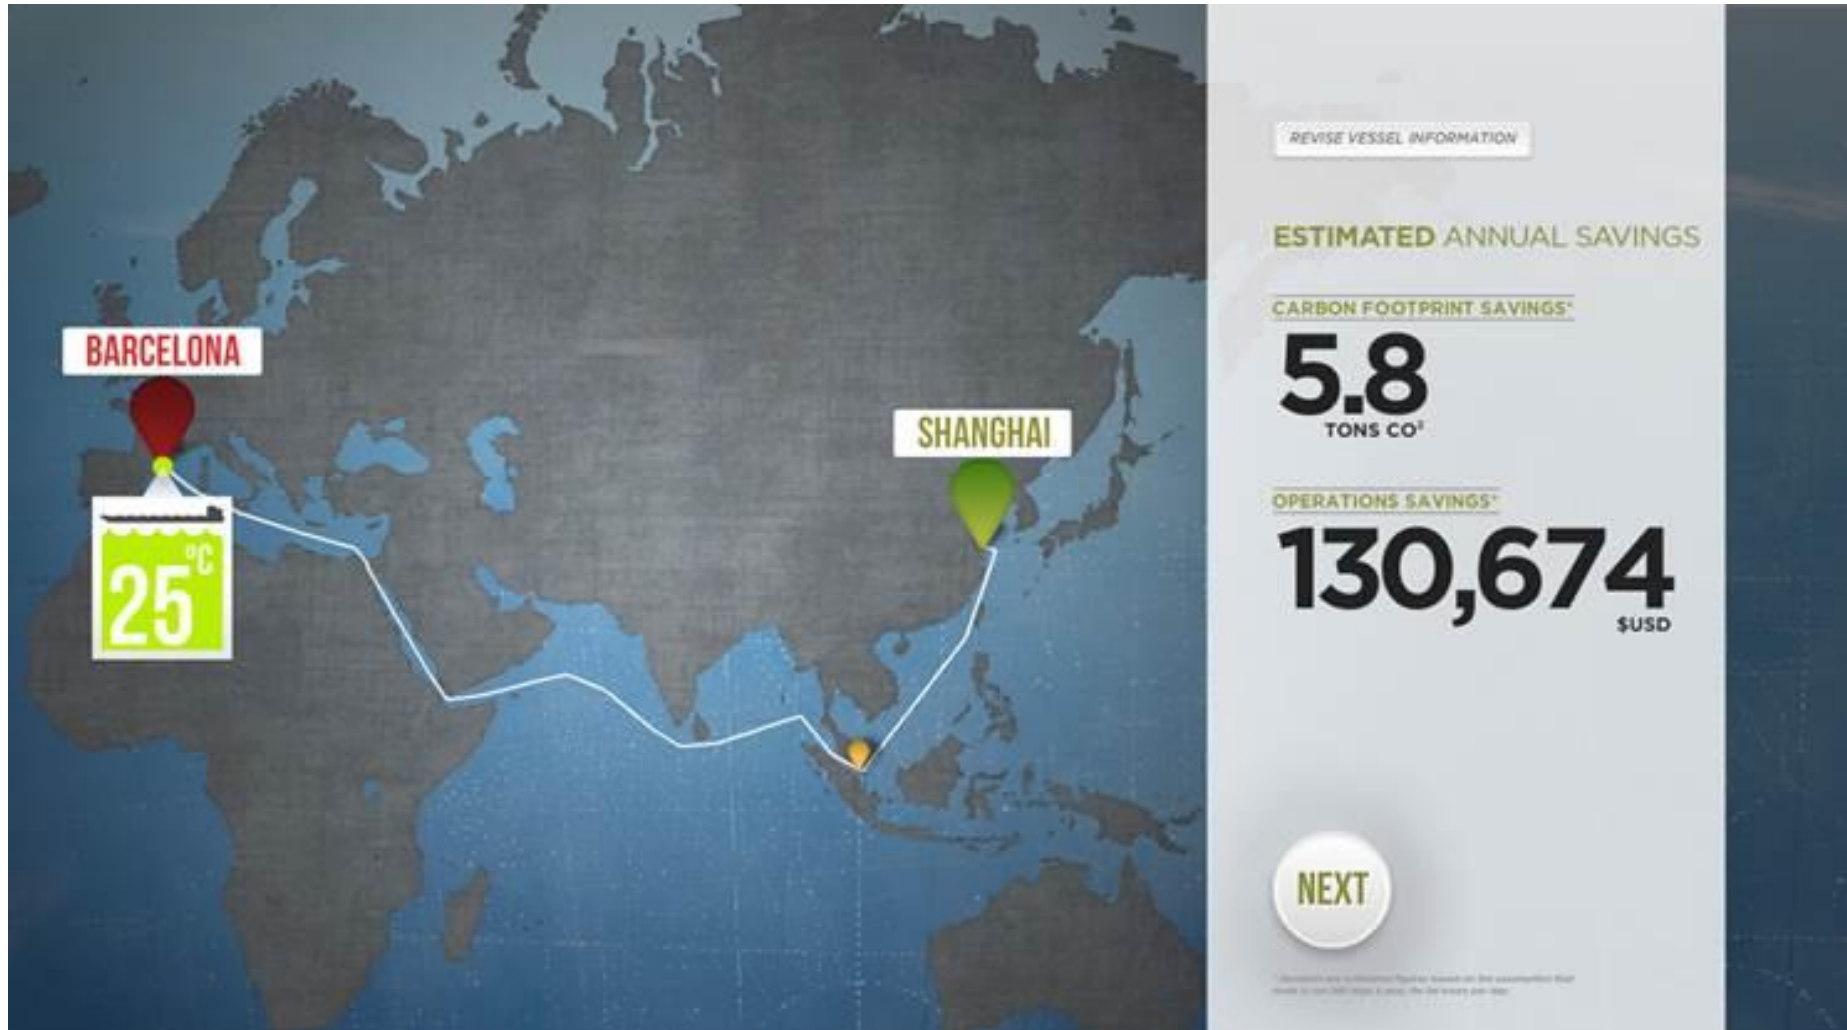 BARCELONA
25 °C
SHANGHAI
REVISE VESSEL INFORMATION
ESTIMATED ANNUAL SAVINGS
CARBON FOOTPRINT SAVINGS*
5.8
TONS CO²
OPERATIONS SAVINGS*
130,674
$USD
NEXT